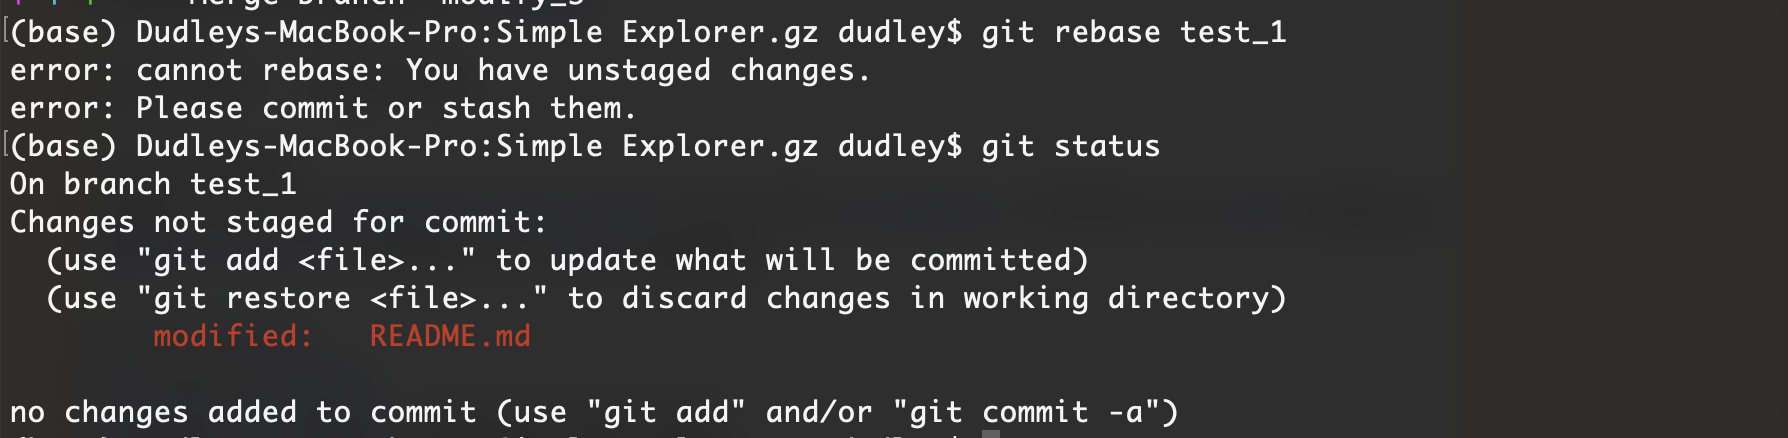 Merge branch 'modify_3'
(base) Dudleys-MacBook-Pro:Simple Explorer.gz dudley$ git rebase test_1
error: cannot rebase: You have unstaged changes.
error: Please commit or stash them.
(base) Dudleys-MacBook-Pro:Simple Explorer.gz dudley$ git status
On branch test_1
Changes not staged for commit:
(use "git add <file>..." to update what will be committed)
(use "git restore <file>..." to discard changes in working directory)
modified: README.md
no changes added to commit (use "git add" and/or "git commit -a")